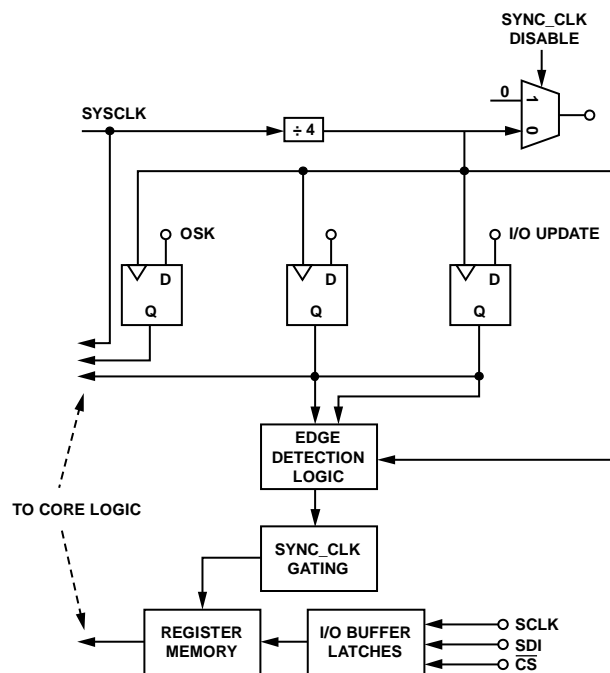 SYNC_CLK
DISABLE
0
1
0
SYSCLK
÷ 4
OSK
I/O UPDATE
D
Q
D
Q
D
Q
EDGE
DETECTION
LOGIC
TO CORE LOGIC
SYNC_CLK
GATING
REGISTER
MEMORY
I/O BUFFER
LATCHES
SCLK
SDI
C̅S̅